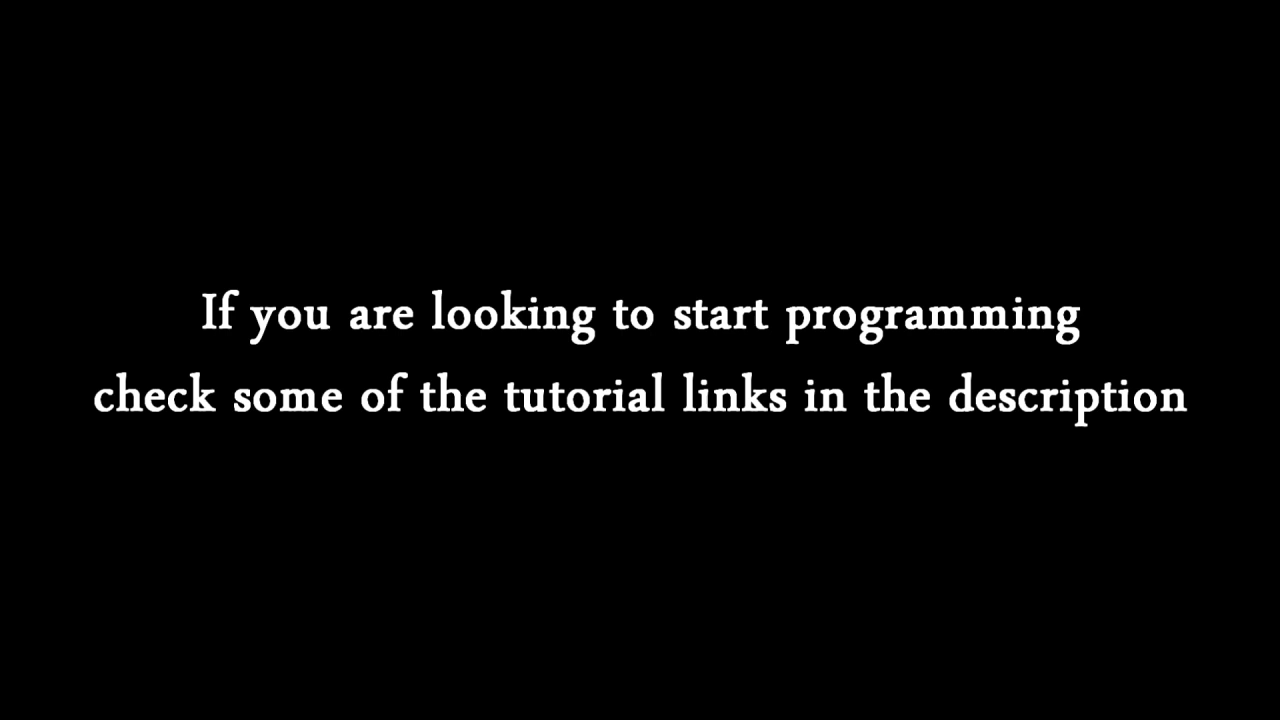 If you are looking to start programming
check some of the tutorial links in the description